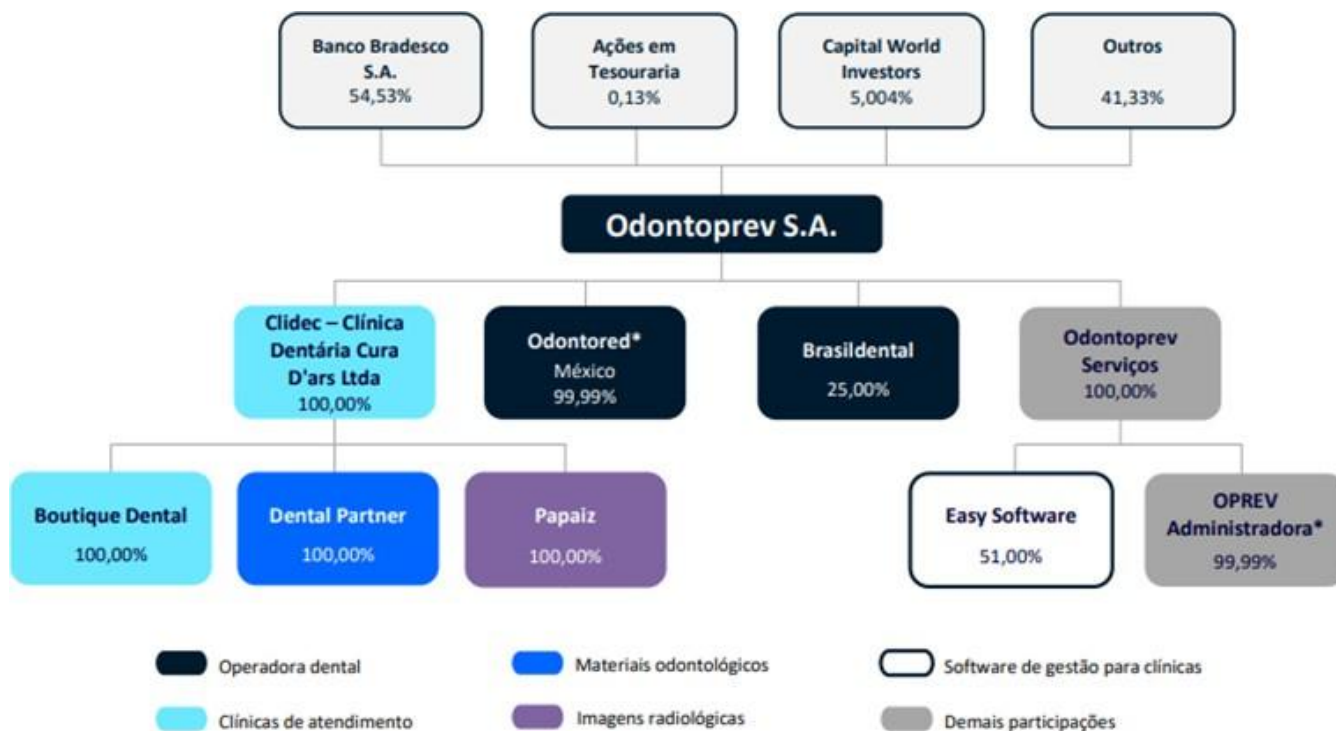 Banco Bradesco
S.A.
54,53%
Ações em
Tesouraria
0,13%
Capital World
Investors
5,004%
Outros
41,33%
Odontoprev S.A.
Clidec – Clínica
Dentária Cura
D'ars Ltda
100,00%
Odontored*
México
99,99%
Brasildental
25,00%
Odontoprev
Serviços
100,00%
Boutique Dental
100,00%
Dental Partner
100,00%
Papaiz
100,00%
Easy Software
51,00%
OPREV
Administradora*
99,99%
Operadora dental
Materiais odontológicos
Software de gestão para clínicas
Clínicas de atendimento
Imagens radiológicas
Demais participações